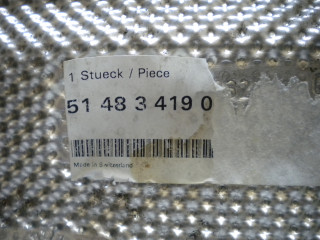 1 Stueck / Piece
51 48 3 419 0
Made in Switzerland